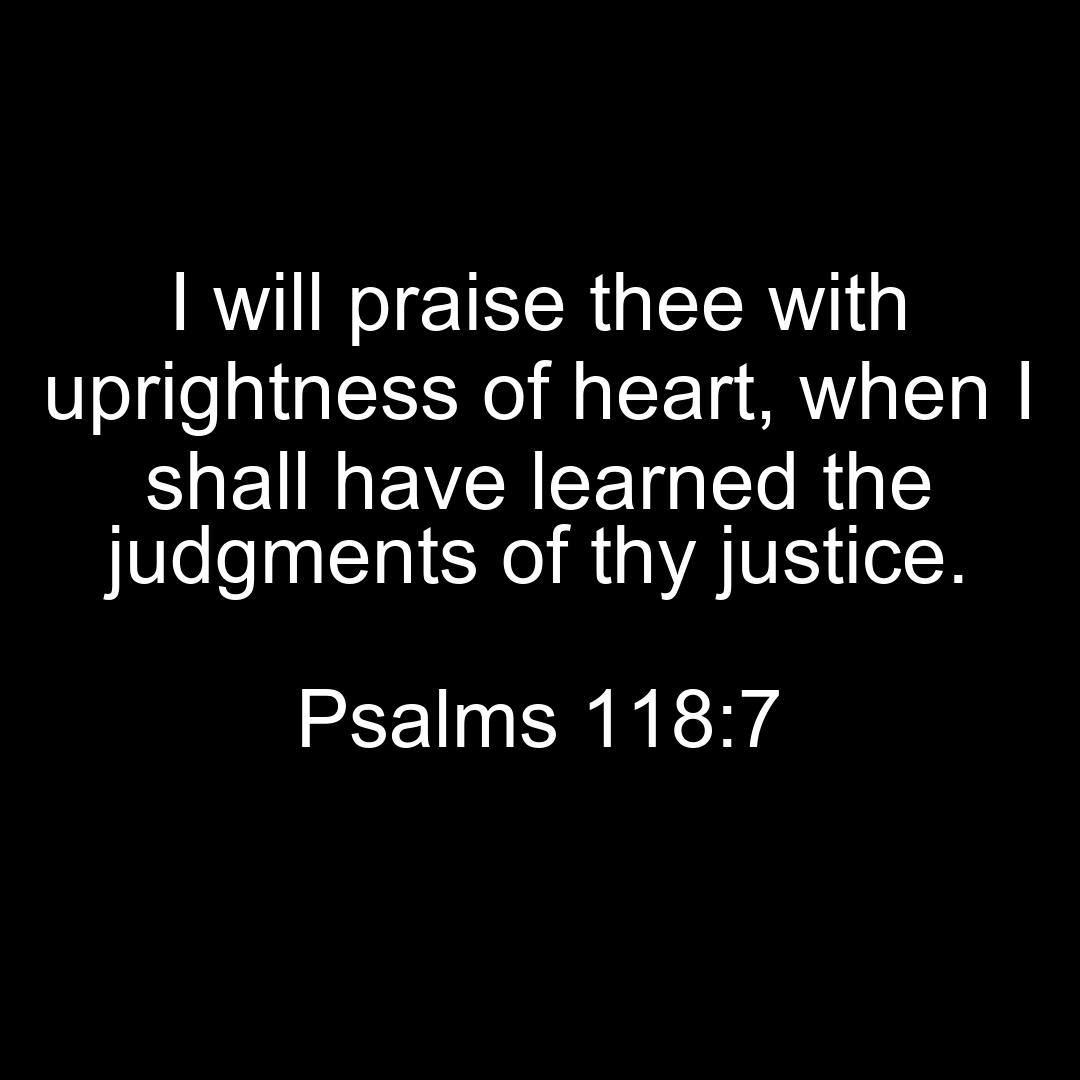 I will praise thee with
uprightness of heart, when I
shall have learned the
judgments of thy justice.
Psalms 118:7